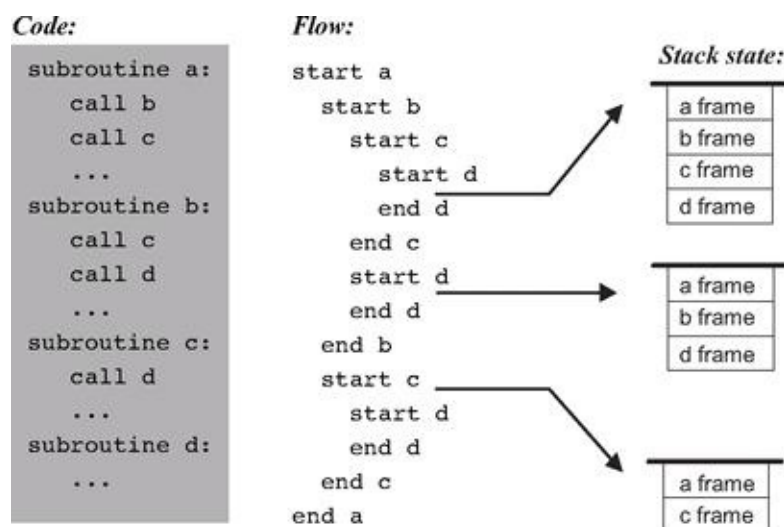 Code:
subroutine a:
call b
call c
...
subroutine b:
call c
call d
...
subroutine c:
call d
...
subroutine d:
...
Flow:
start a
start b
start c
start d
end d
end c
start d
end d
end b
start c
start d
end d
end c
end a
Stack state:
a frame
b frame
c frame
d frame
a frame
b frame
d frame
a frame
c frame